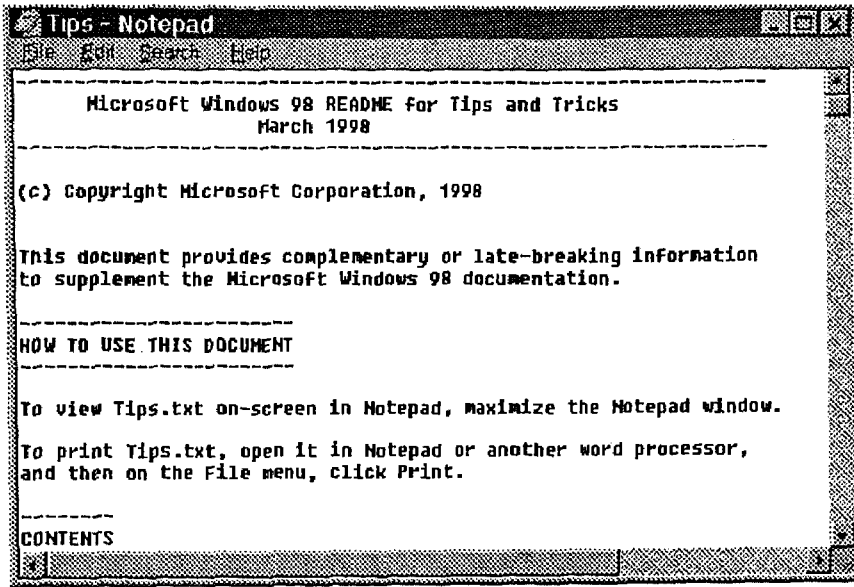 Tips - Notepad
File Edit Search Help
------------------------------------------------------------------
Microsoft Windows 98 README for Tips and Tricks
March 1998
------------------------------------------------------------------
(c) Copyright Microsoft Corporation, 1998
This document provides complementary or late-breaking information
to supplement the Microsoft Windows 98 documentation.
------------------------
HOW TO USE THIS DOCUMENT
------------------------
To view Tips.txt on-screen in Notepad, maximize the Notepad window.
To print Tips.txt, open it in Notepad or another word processor,
and then on the File menu, click Print.
--------
CONTENTS